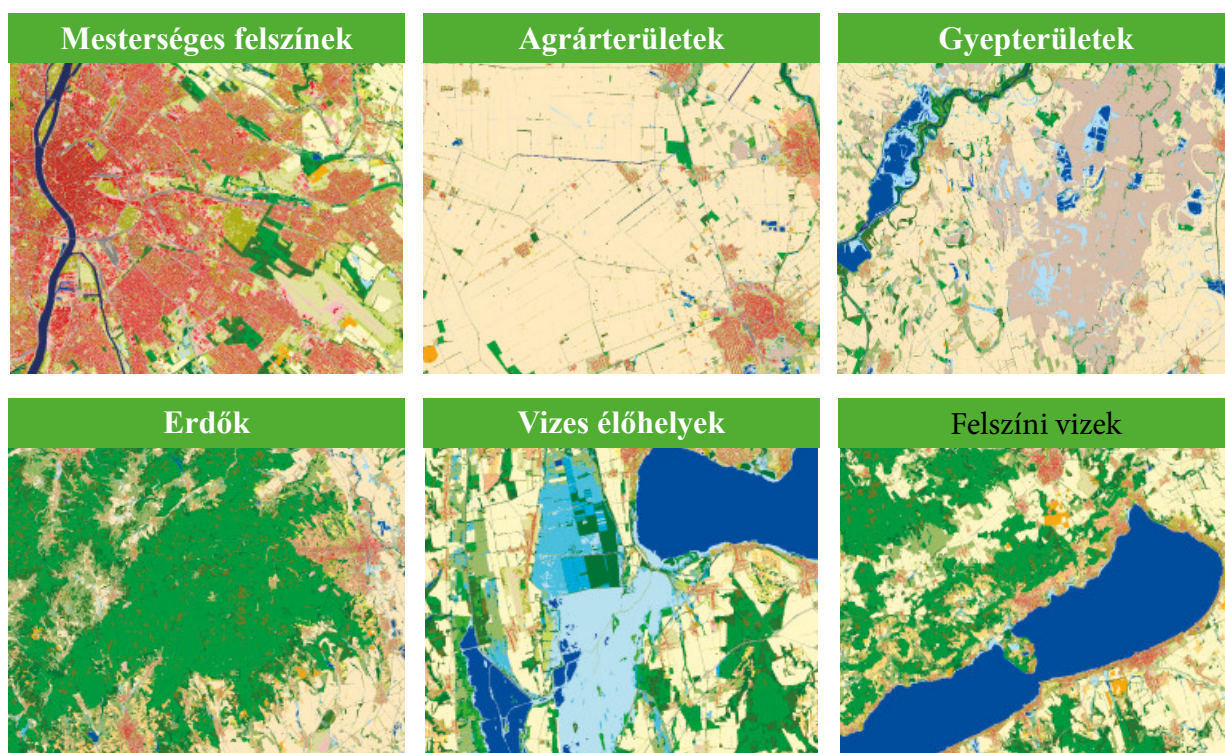 Mesterséges felszínek
Agrárterületek
Gyepterületek
Erdők
Vizes élőhelyek
Felszíni vizek